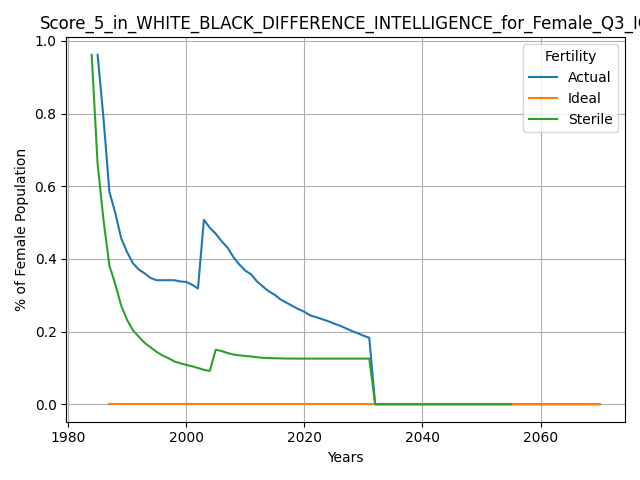 Score_5_in_WHITE_BLACK_DIFFERENCE_INTELLIGENCE_for_Female_Q3_IQ
Fertility
Actual
Ideal
Sterile
% of Female Population
1.0
0.8
0.6
0.4
0.2
0.0
1980
2000
2020
2040
2060
Years